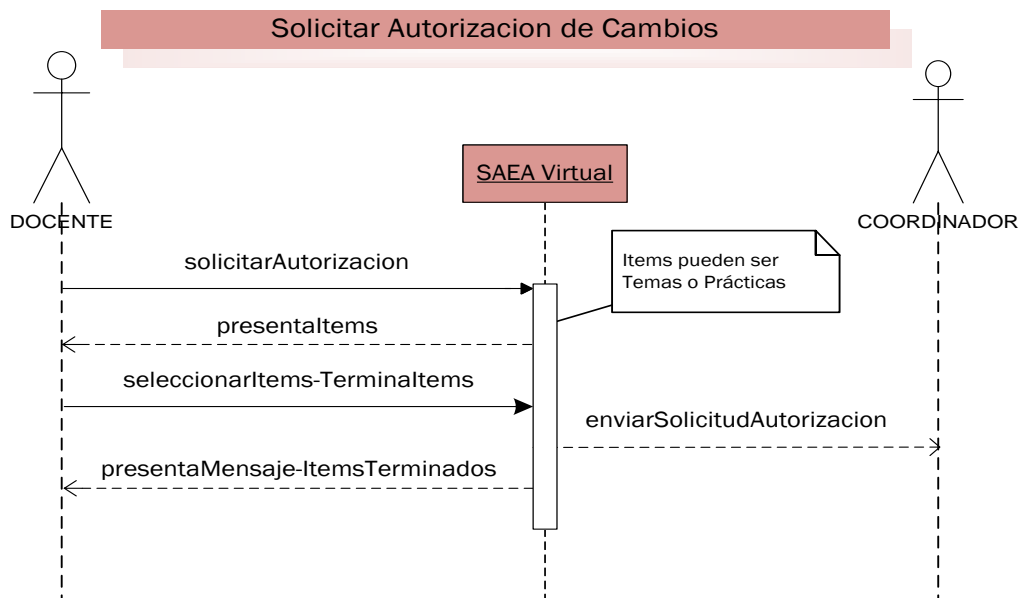 Solicitar Autorizacion de Cambios
SAEA Virtual
DOCENTE
COORDINADOR
solicitarAutorizacion
Items pueden ser
Temas o Prácticas
presentaItems
seleccionarItems-TerminaItems
enviarSolicitudAutorizacion
presentaMensaje-ItemsTerminados